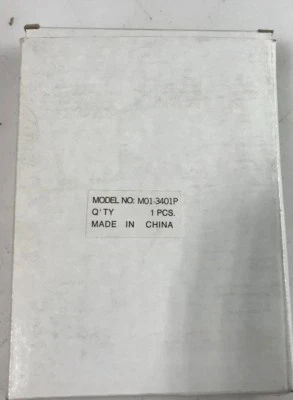 MODEL NO: M01-3401P
Q'TY 1 PCS.
MADE IN CHINA